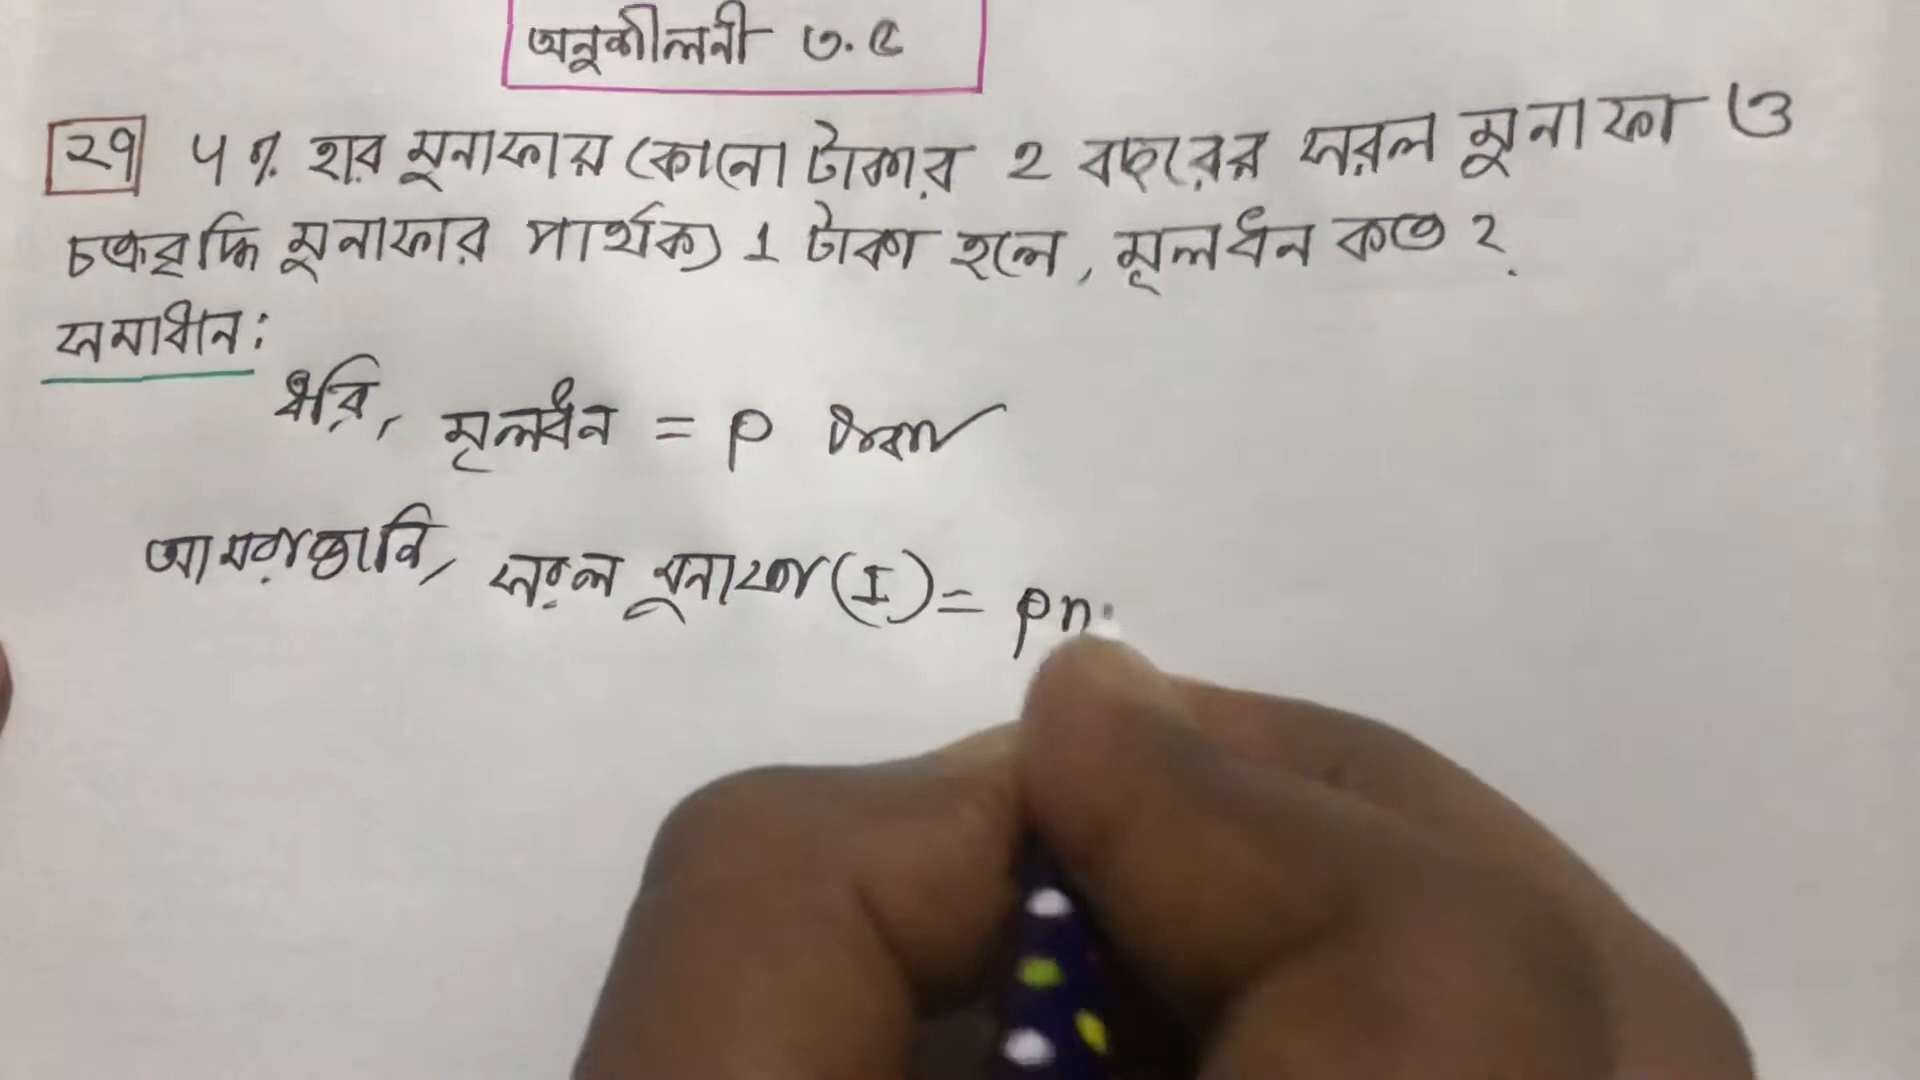 অনুশীলনী ৩.৫
২৭ 4% হার মুনাফায় কোনো টাকার 2 বছরের সরল মুনাফা ও
চক্রবৃদ্ধি মুনাফার পার্থক্য 1 টাকা হলে, মূলধন কত ?
সমাধান:
ধরি, মূলধন = P টাকা
আমরা জানি, সরল মুনাফা (I) = Pn